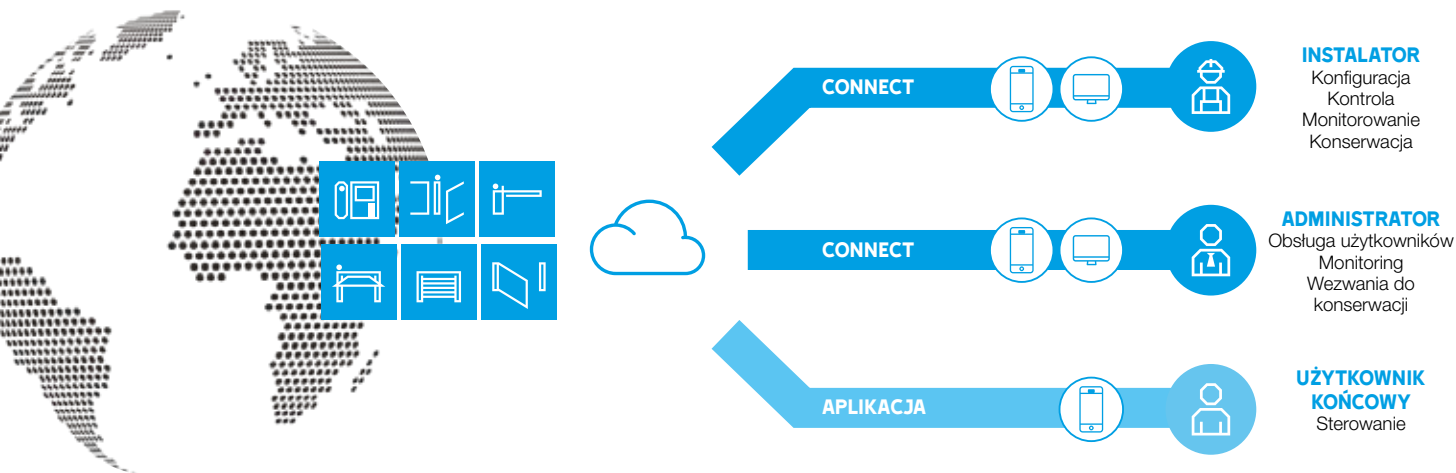 CONNECT
INSTALATOR
Konfiguracja
Kontrola
Monitorowanie
Konserwacja
CONNECT
ADMINISTRATOR
Obsługa użytkowników
Monitoring
Wezwania do
konserwacji
APLIKACJA
UŻYTKOWNIK
KOŃCOWY
Sterowanie